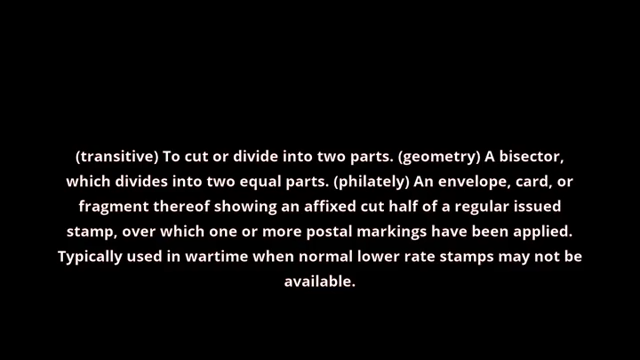 (transitive) To cut or divide into two parts. (geometry) A bisector,
which divides into two equal parts. (philately) An envelope, card, or
fragment thereof showing an affixed cut half of a regular issued
stamp, over which one or more postal markings have been applied.
Typically used in wartime when normal lower rate stamps may not be
available.